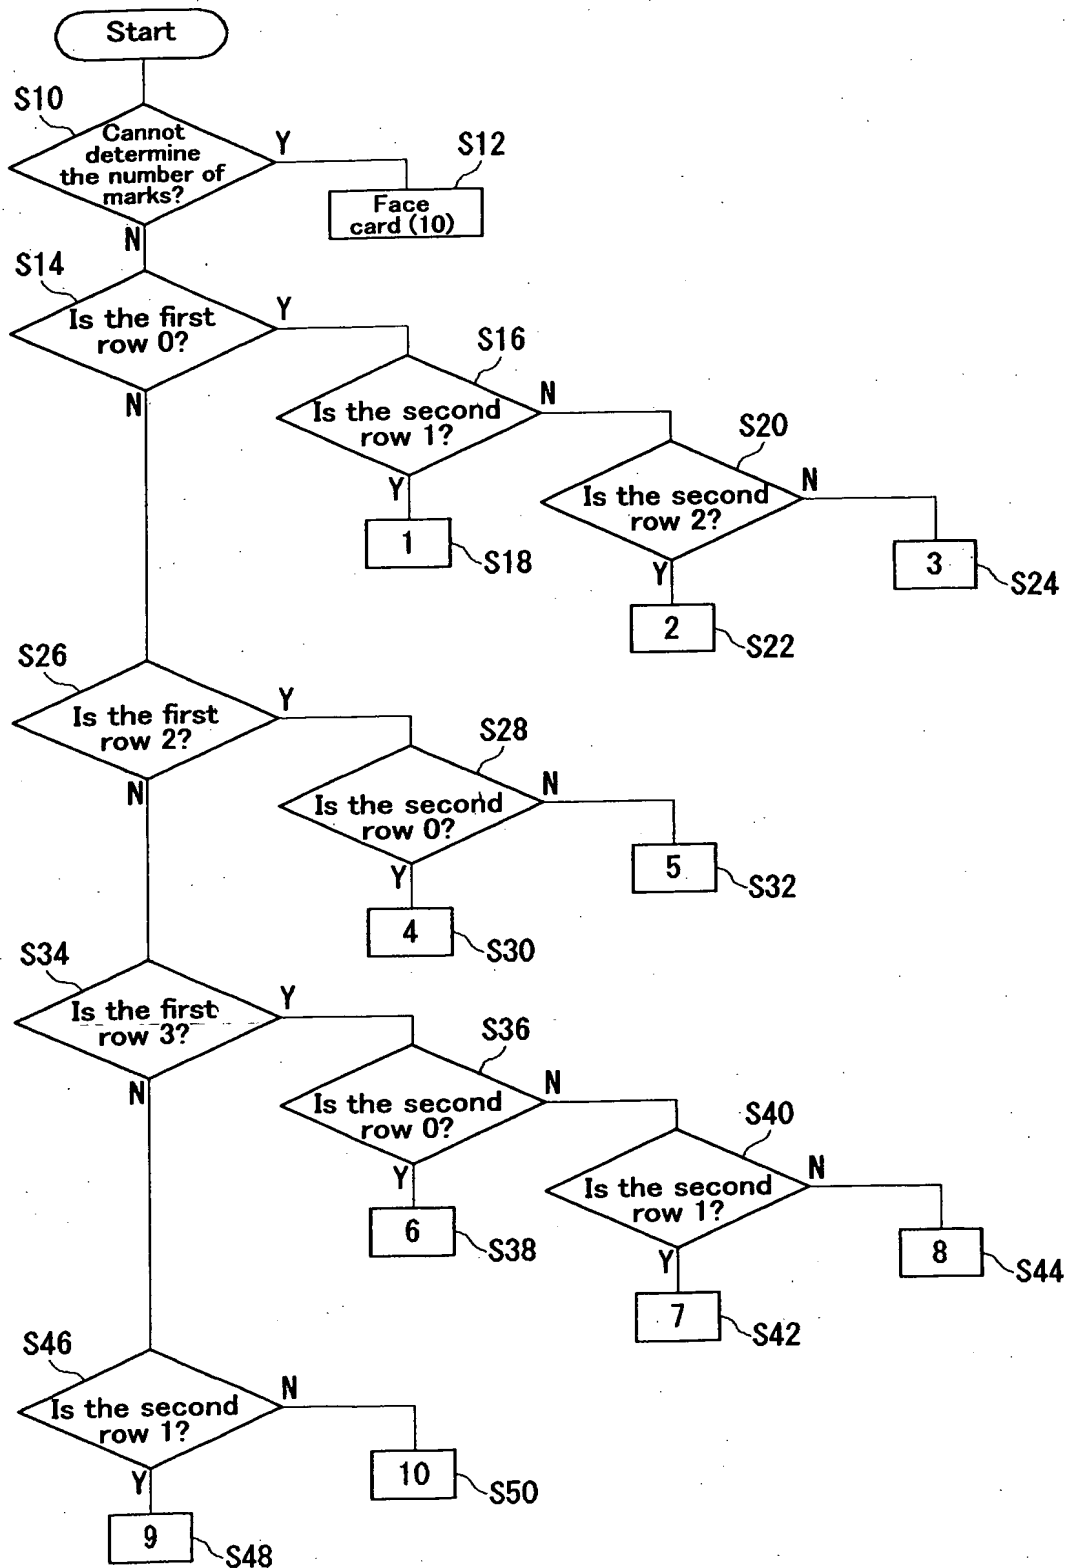 Start
S10
Cannot
determine
the number of
marks?
Y
S12
Face
card (10)
N
S14
Is the first
row 0?
Y
S16
N
Is the second
row 1?
N
Y
S20
Is the second
row 2?
N
1
S18
Y
3
S24
2
S22
S26
Is the first
row 2?
Y
S28
N
Is the second
row 0?
N
Y
5
S32
4
S30
S34
Is the first
row 3?
Y
S36
N
Is the second
row 0?
N
Y
S40
Is the second
row 1?
N
6
S38
Y
8
S44
7
S42
S46
Is the second
row 1?
N
Y
10
S50
9
S48